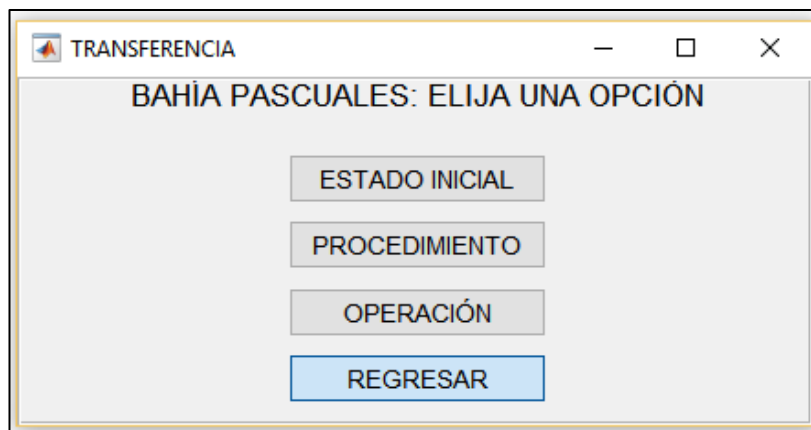 TRANSFERENCIA
BAHÍA PASCUALES: ELIJA UNA OPCIÓN
ESTADO INICIAL
PROCEDIMIENTO
OPERACIÓN
REGRESAR